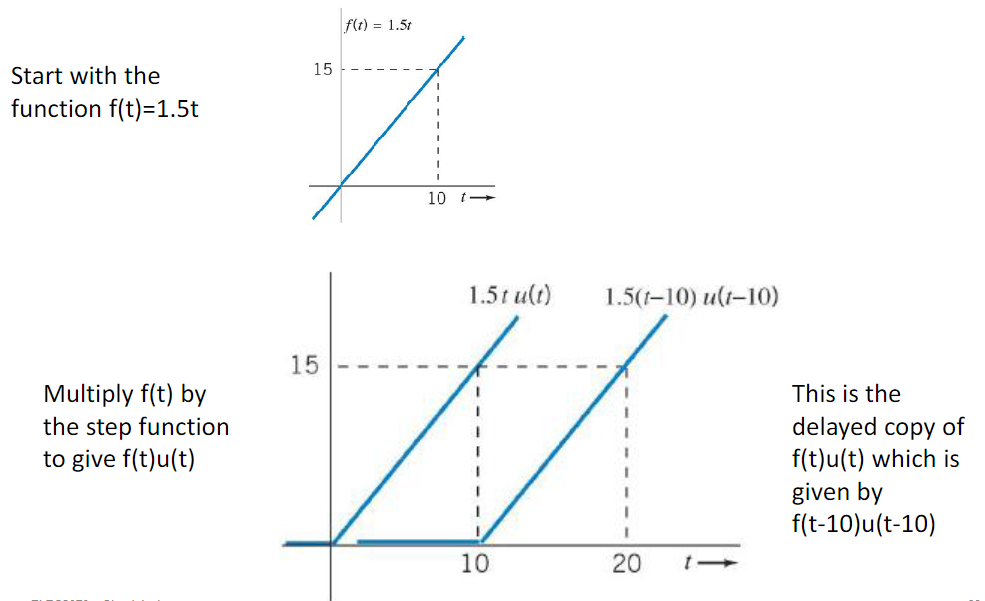 f(t) = 1.5t
Start with the
function f(t)=1.5t
15
10 t
1.5t u(t)
1.5(t–10) u(t–10)
15
Multiply f(t) by
the step function
to give f(t)u(t)
This is the
delayed copy of
f(t)u(t) which is
given by
f(t-10)u(t-10)
10
20
t